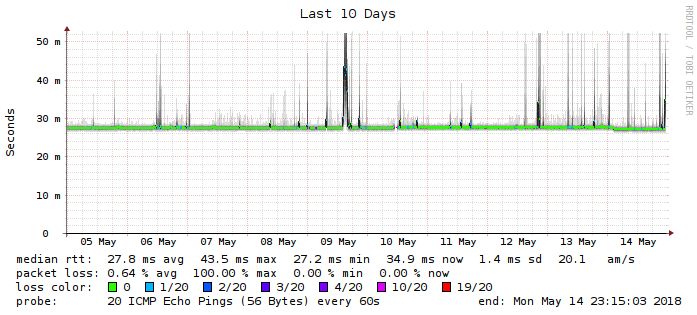 Last 10 Days
RRDTOOL / TOBI OETIKER
Seconds
50 m
40 m
30 m
20 m
10 m
0
05 May 06 May 07 May 08 May 09 May 10 May 11 May 12 May 13 May 14 May
median rtt: 27.8 ms avg 43.5 ms max 27.2 ms min 34.9 ms now 1.4 ms sd 20.1 am/s
packet loss: 0.64 % avg 100.00 % max 0.00 % min 0.00 % now
loss color: 0 1/20 2/20 3/20 4/20 10/20 19/20
probe: 20 ICMP Echo Pings (56 Bytes) every 60s end: Mon May 14 23:15:03 2018